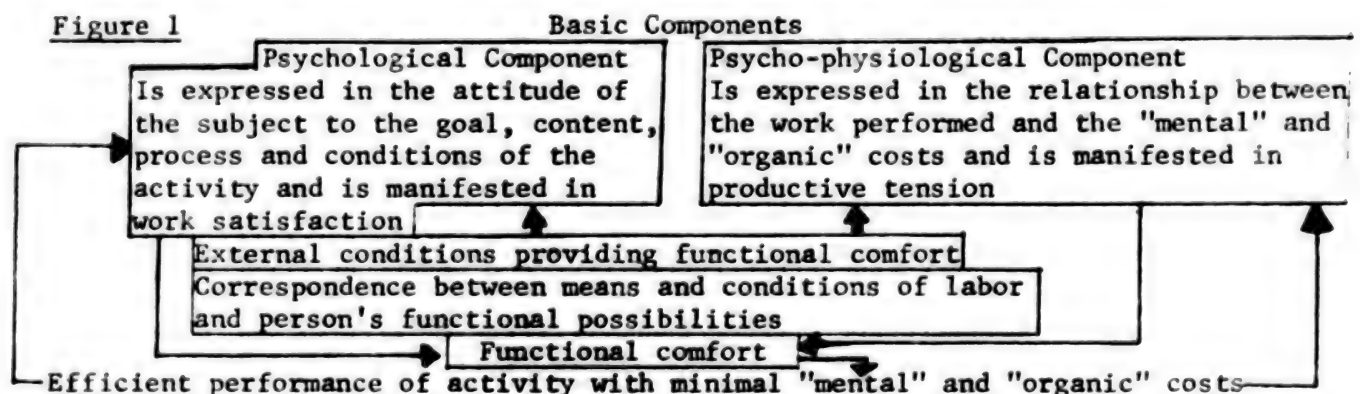 Figure 1
Basic Components
Psychological Component
Is expressed in the attitude of
the subject to the goal, content,
process and conditions of the
activity and is manifested in
work satisfaction
Psycho-physiological Component
Is expressed in the relationship between
the work performed and the "mental" and
"organic" costs and is manifested in
productive tension
External conditions providing functional comfort
Correspondence between means and conditions of labor
and person's functional possibilities
Functional comfort
Efficient performance of activity with minimal "mental" and "organic" costs